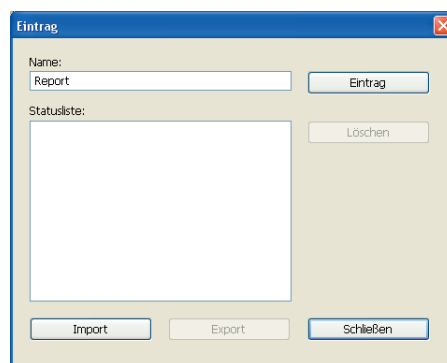 Eintrag
Name:
Report
Eintrag
Statusliste:
Löschen
Import
Export
Schließen